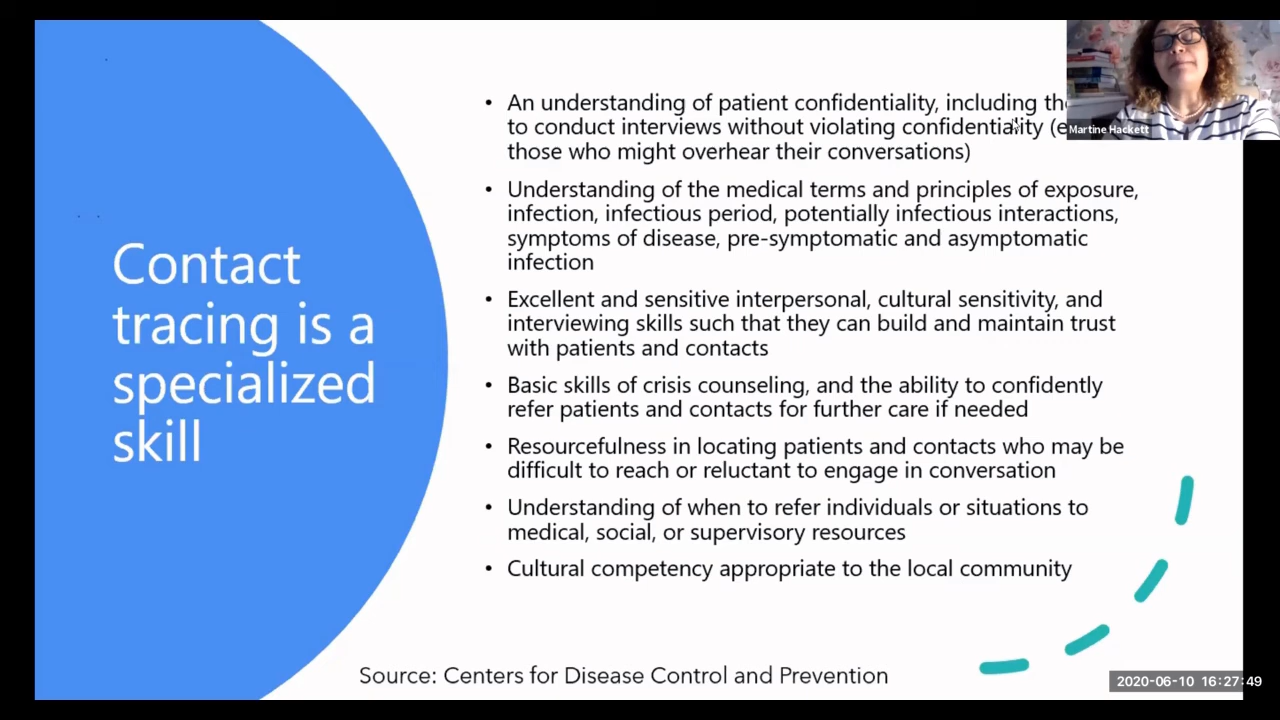 Contact
tracing is a
specialized
skill
• An understanding of patient confidentiality, including
to conduct interviews without violating confidentiality
those who might overhear their conversations)
• Understanding of the medical terms and principles of exposure,
infection, infectious period, potentially infectious interactions,
symptoms of disease, pre-symptomatic and asymptomatic
infection
• Excellent and sensitive interpersonal, cultural sensitivity, and
interviewing skills such that they can build and maintain trust
with patients and contacts
• Basic skills of crisis counseling, and the ability to confidently
refer patients and contacts for further care if needed
• Resourcefulness in locating patients and contacts who may be
difficult to reach or reluctant to engage in conversation
• Understanding of when to refer individuals or situations to
medical, social, or supervisory resources
• Cultural competency appropriate to the local community
Source: Centers for Disease Control and Prevention
Martine Hackett
2020-06-10 16:27:49